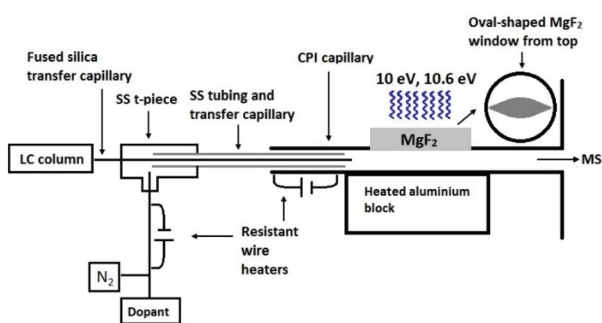 Fused silica
transfer capillary
SS t-piece
SS tubing and
transfer capillary
CPI capillary
10 eV, 10.6 eV
Oval-shaped MgF₂
window from top
LC column
MgF₂
MS
Heated aluminium
block
Resistant
wire
heaters
N₂
Dopant